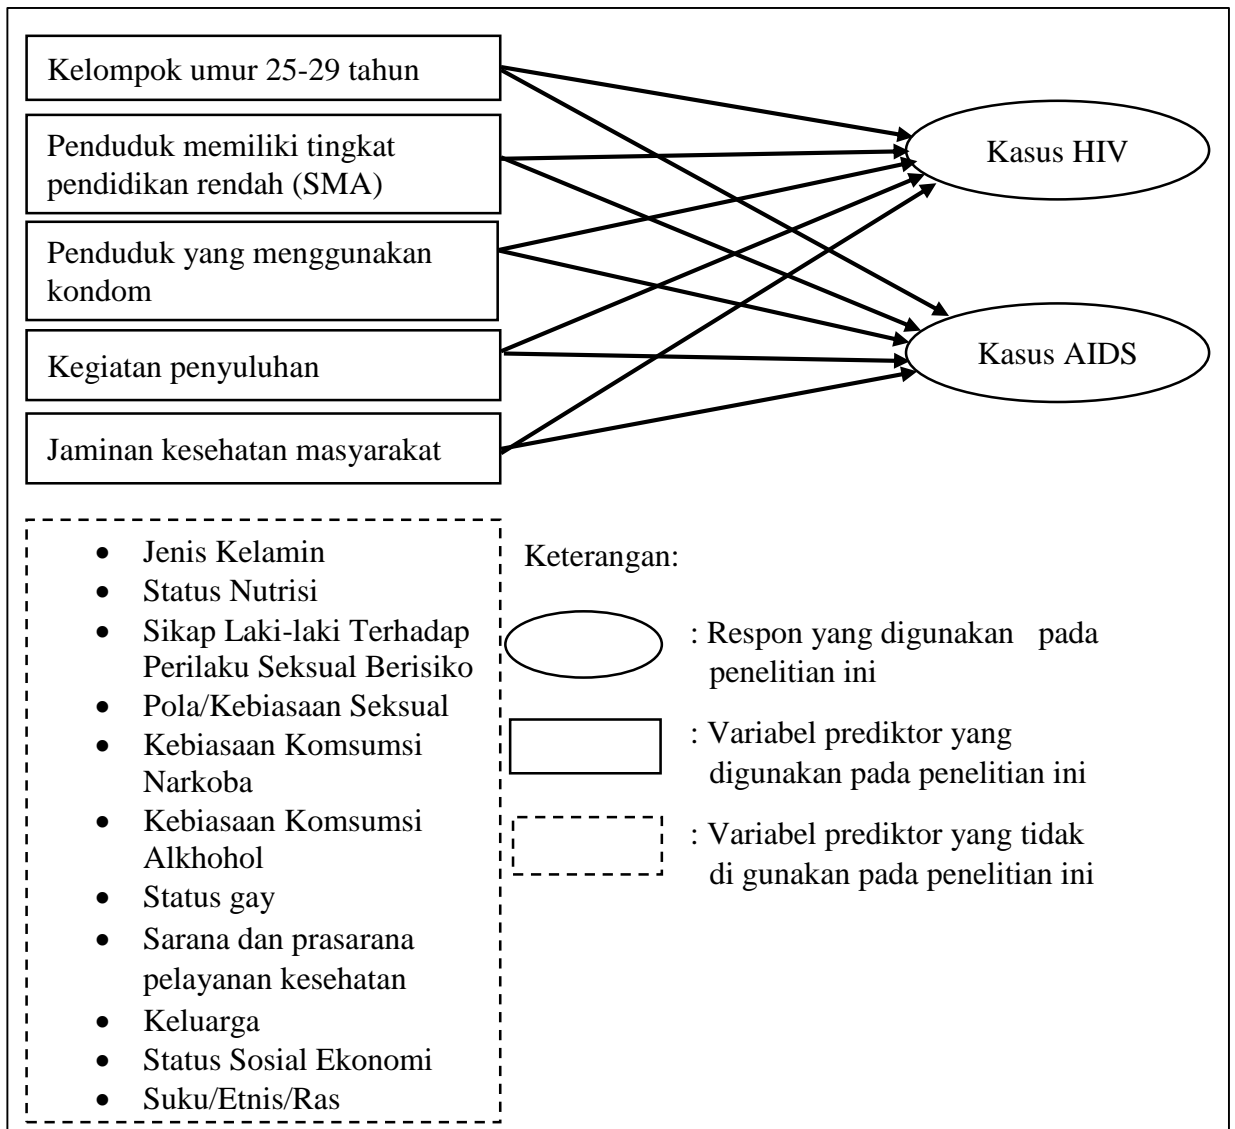 Kelompok umur 25-29 tahun
Penduduk memiliki tingkat
pendidikan rendah (SMA)
Penduduk yang menggunakan
kondom
Kegiatan penyuluhan
Jaminan kesehatan masyarakat
Kasus HIV
Kasus AIDS
• Jenis Kelamin
• Status Nutrisi
• Sikap Laki-laki Terhadap
Perilaku Seksual Berisiko
• Pola/Kebiasaan Seksual
• Kebiasaan Komsumsi
Narkoba
• Kebiasaan Komsumsi
Alkhohol
• Status gay
• Sarana dan prasarana
pelayanan kesehatan
• Keluarga
• Status Sosial Ekonomi
• Suku/Etnis/Ras
Keterangan:
: Respon yang digunakan pada
penelitian ini
: Variabel prediktor yang
digunakan pada penelitian ini
: Variabel prediktor yang tidak
di gunakan pada penelitian ini